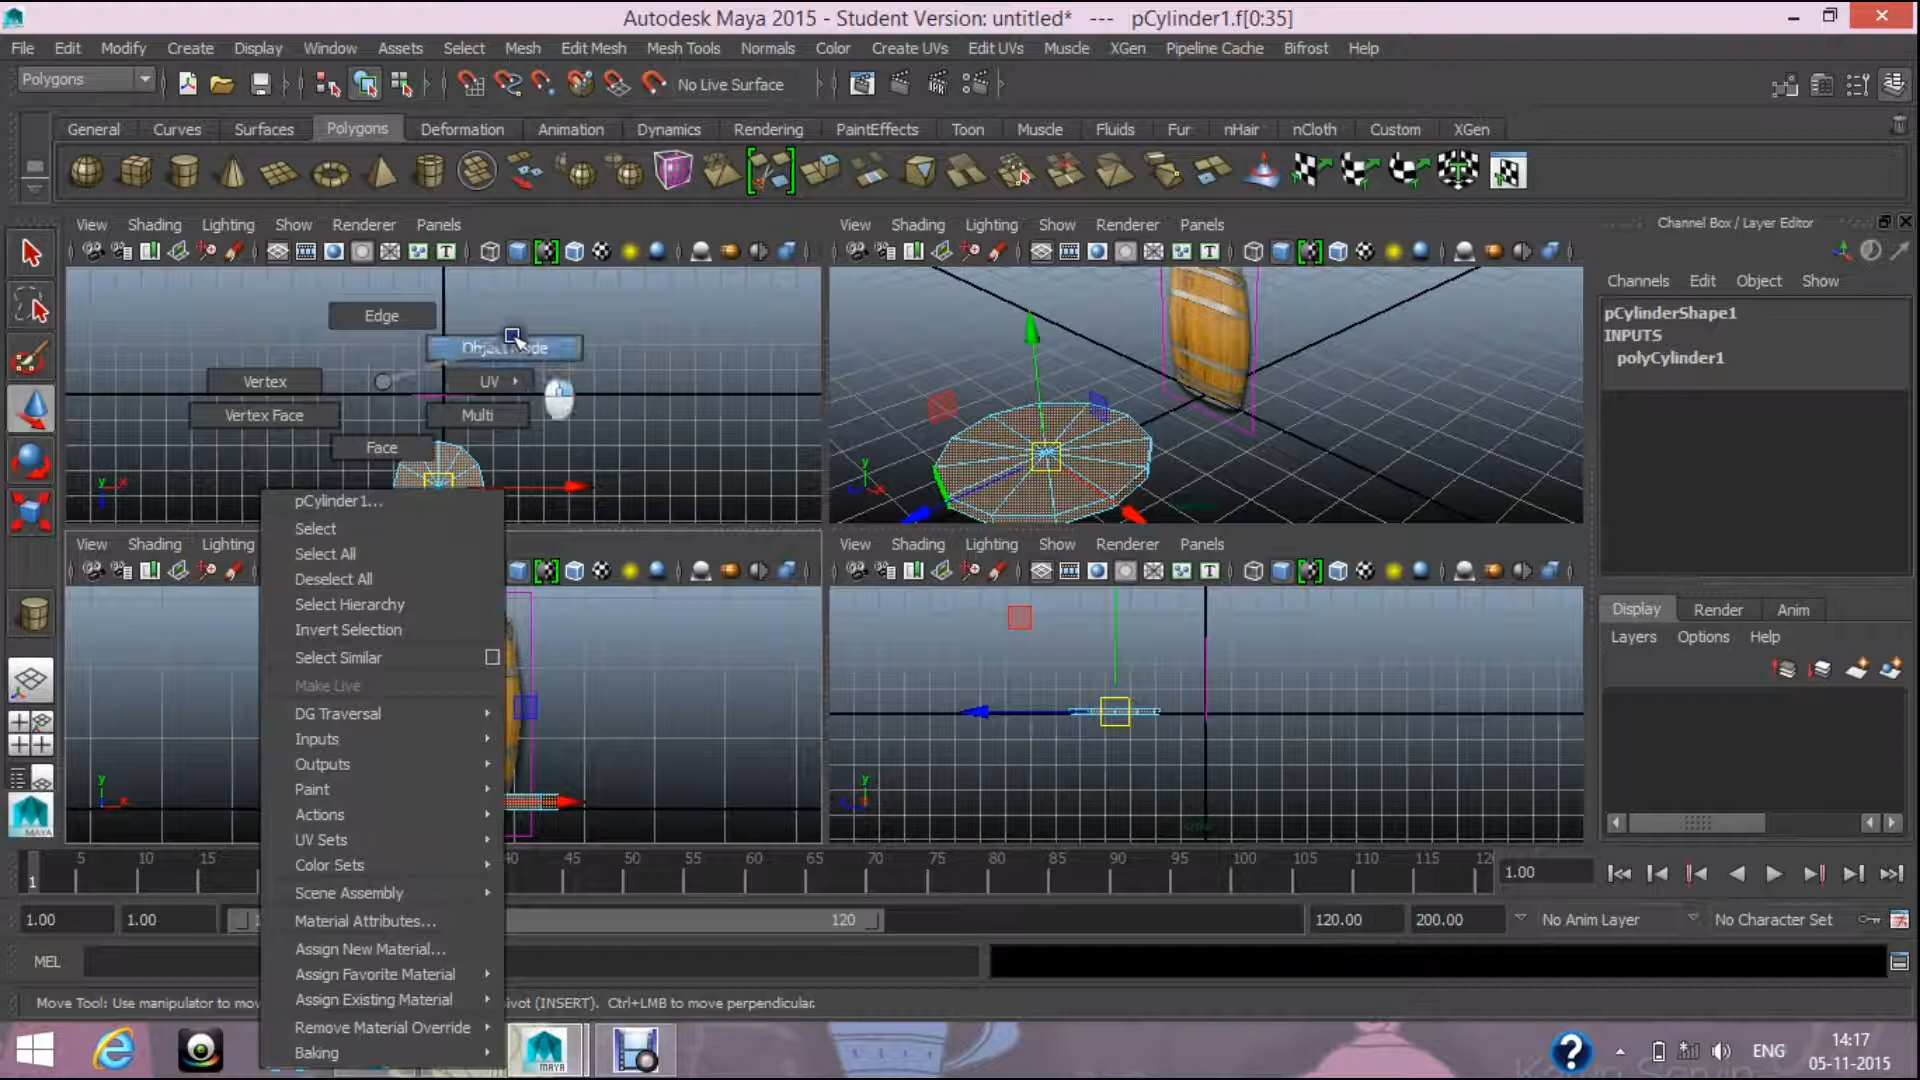 Autodesk Maya 2015 - Student Version: untitled* --- pCylinder1.f[0:35]
File Edit Modify Create Display Window Assets Select Mesh Edit Mesh Mesh Tools Normals Color Create UVs Edit UVs Muscle XGen Pipeline Cache Bifrost Help
Polygons No Live Surface
General Curves Surfaces Polygons Deformation Animation Dynamics Rendering PaintEffects Toon Muscle Fluids Fur nHair nCloth Custom XGen
View Shading Lighting Show Renderer Panels
View Shading Lighting Show Renderer Panels
Channel Box / Layer Editor
Channels Edit Object Show
pCylinderShape1
INPUTS
polyCylinder1
Edge
Object Mode
Vertex UV
Vertex Face Multi
Face
pCylinder1...
Select
Select All
Deselect All
Select Hierarchy
Invert Selection
Select Similar
Make Live
DG Traversal
Inputs
Outputs
Paint
Actions
UV Sets
Color Sets
Scene Assembly
Material Attributes...
Assign New Material...
Assign Favorite Material
Assign Existing Material
Remove Material Override
Baking
View Shading Lighting
View Shading Lighting Show Renderer Panels
Display Render Anim
Layers Options Help
5 10 15 40 45 50 55 60 65 70 75 80 85 90 95 100 105 110 115
1 1.00
1.00 1.00 120 120.00 200.00 No Anim Layer No Character Set
MEL
Move Tool: Use manipulator to mov ivot (INSERT). Ctrl+LMB to move perpendicular.
MAYA
MAYA
ENG
14:17
05-11-2015